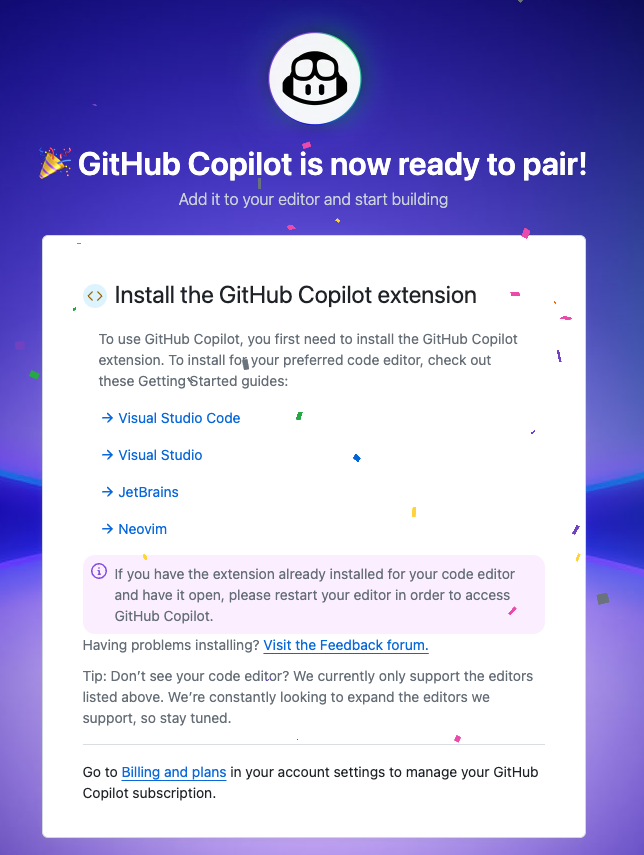 🎉 GitHub Copilot is now ready to pair!
Add it to your editor and start building
Install the GitHub Copilot extension
To use GitHub Copilot, you first need to install the GitHub Copilot
extension. To install for your preferred code editor, check out
these Getting Started guides:
→ Visual Studio Code
→ Visual Studio
→ JetBrains
→ Neovim
If you have the extension already installed for your code editor
and have it open, please restart your editor in order to access
GitHub Copilot.
Having problems installing? Visit the Feedback forum.
Tip: Don’t see your code editor? We currently only support the editors
listed above. We’re constantly looking to expand the editors we
support, so stay tuned.
Go to Billing and plans in your account settings to manage your GitHub
Copilot subscription.